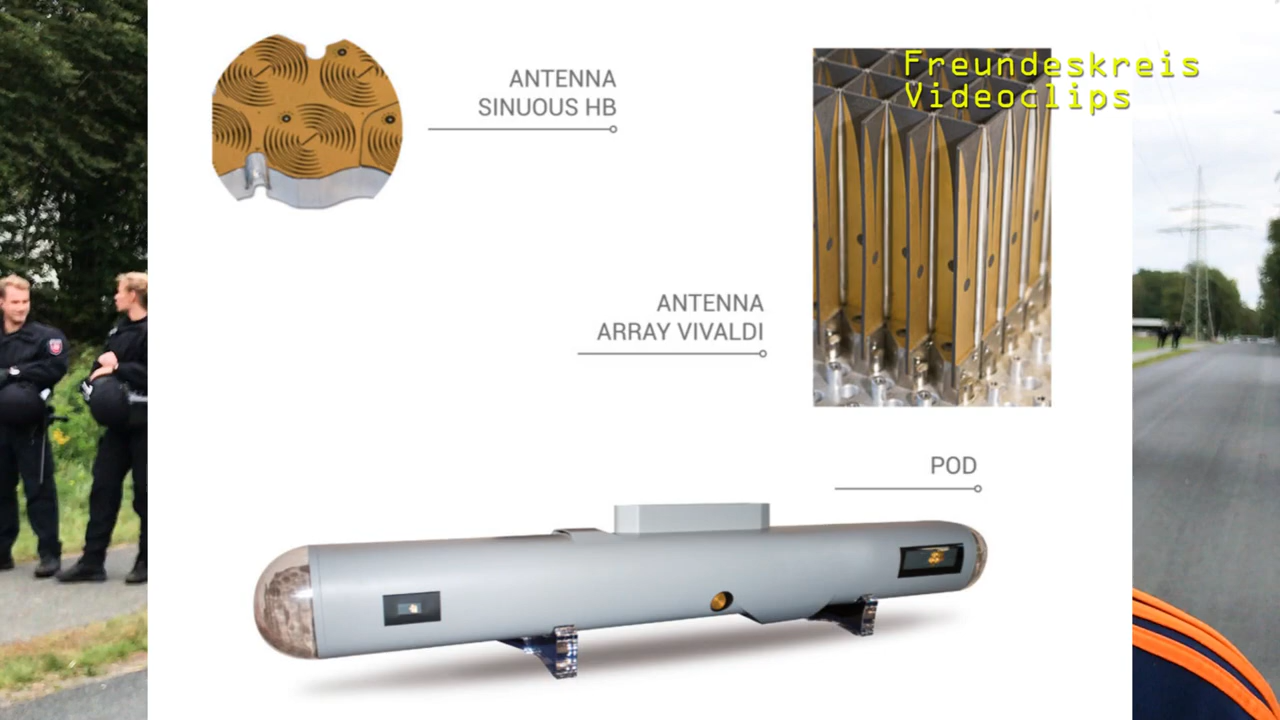 Freundeskreis
Videoclips
ANTENNA
SINUOUS HB
ANTENNA
ARRAY VIVALDI
POD